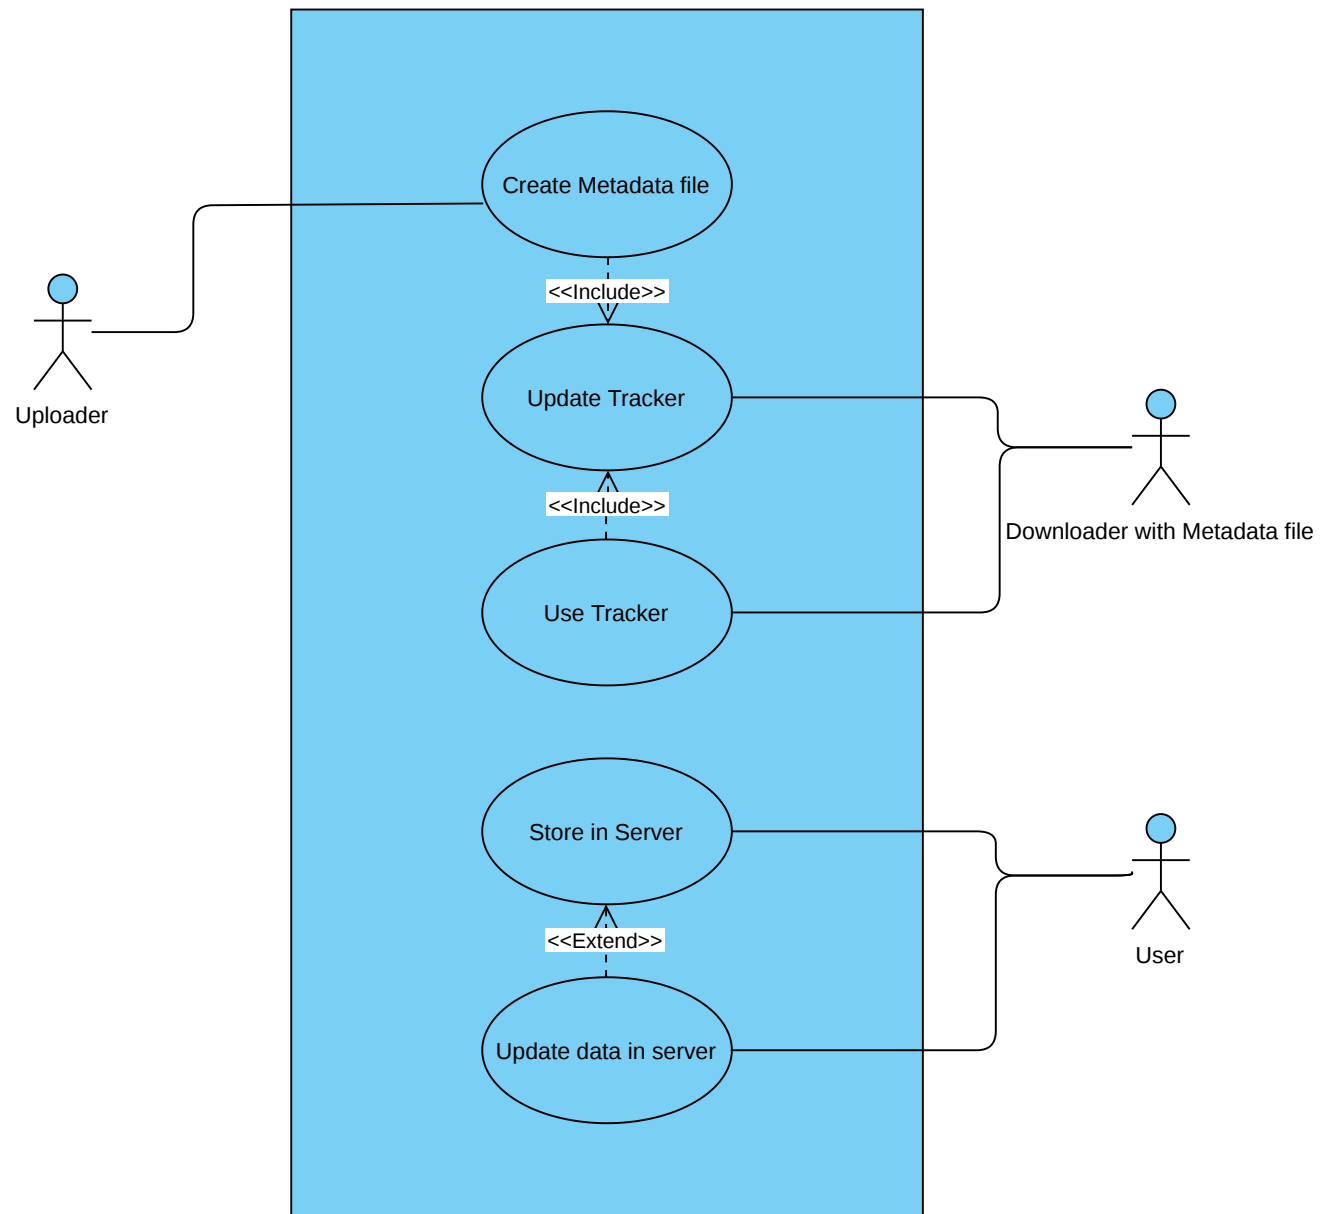 Create Metadata file
<<Include>>
Uploader
Update Tracker
<<Include>>
Downloader with Metadata file
Use Tracker
Store in Server
<<Extend>>
User
Update data in server